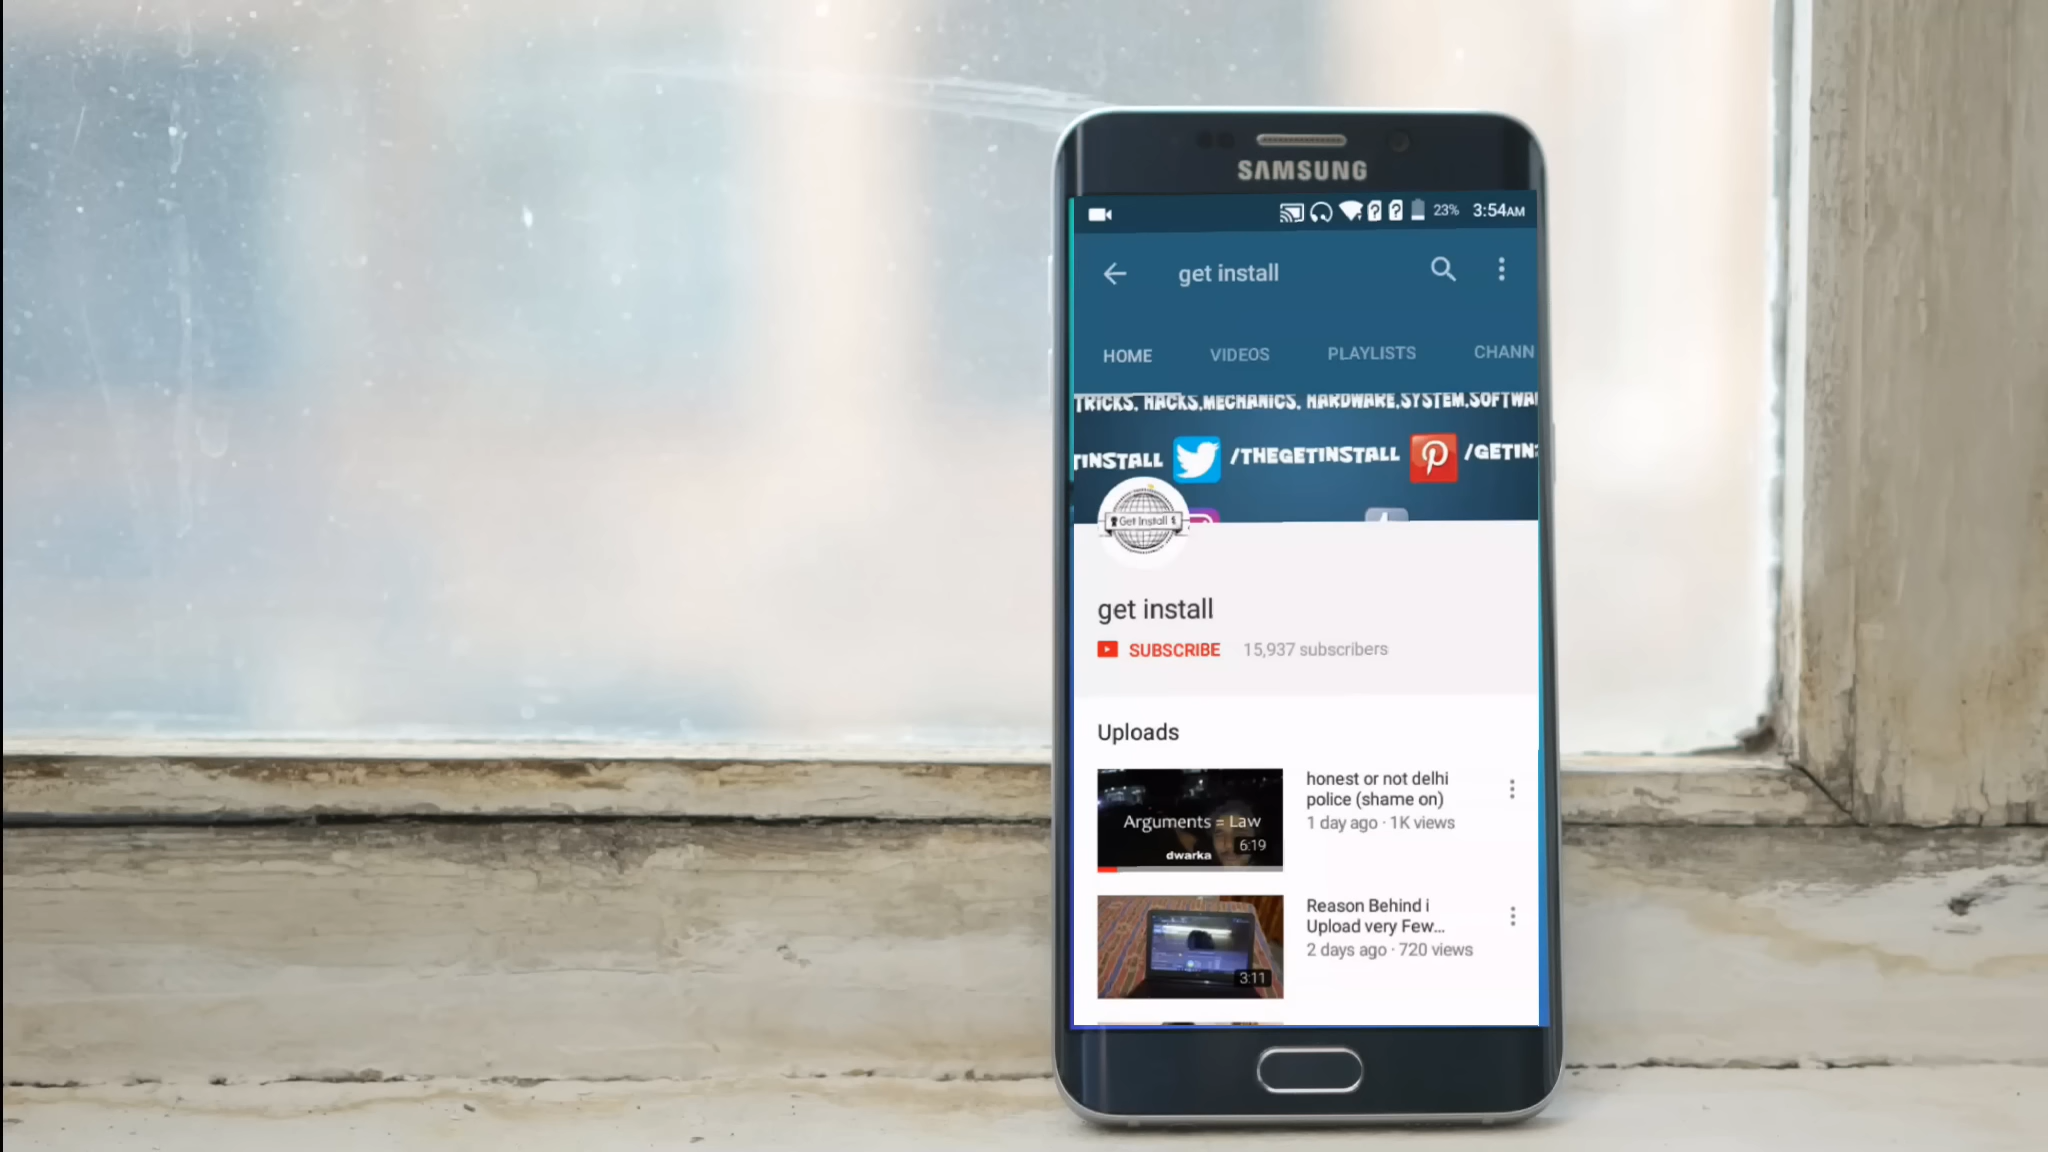 SAMSUNG
23% 3:54AM
get install
HOME VIDEOS PLAYLISTS CHANN
TRICKS, HACKS,MECHANICS, HARDWARE,SYSTEM,SOFTWA
TINSTALL /THEGETINSTALL /GETIN
Get Install
get install
SUBSCRIBE 15,937 subscribers
Uploads
Arguments = Law
6:19
dwarka
honest or not delhi
police (shame on)
1 day ago · 1K views
3:11
Reason Behind i
Upload very Few...
2 days ago · 720 views